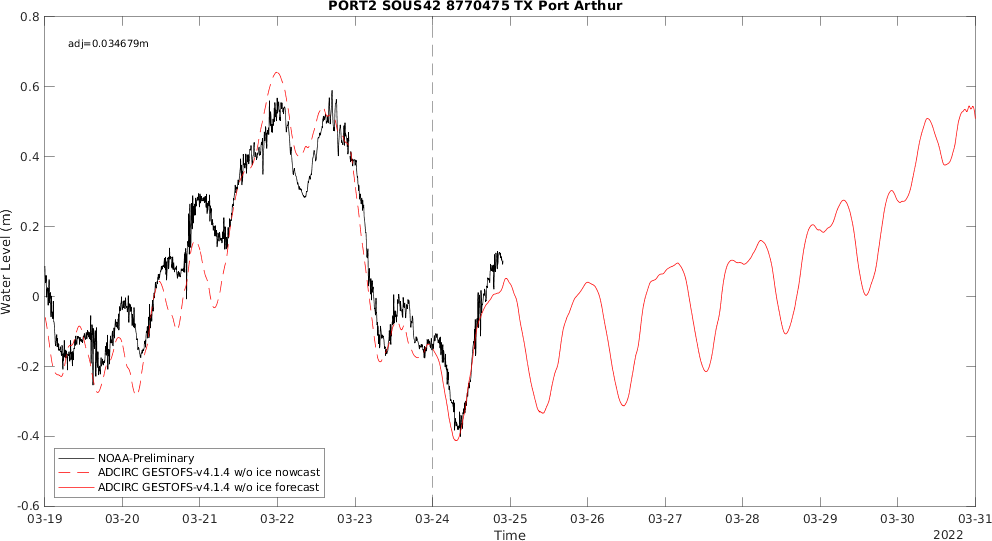 PORT2 SOUS42 8770475 TX Port Arthur
adj=0.034679m
Water Level (m)
0.8
0.6
0.4
0.2
0
-0.2
-0.4
-0.6
NOAA-Preliminary
ADCIRC GESTOFS-v4.1.4 w/o ice nowcast
ADCIRC GESTOFS-v4.1.4 w/o ice forecast
03-19 03-20 03-21 03-22 03-23 03-24 03-25 03-26 03-27 03-28 03-29 03-30 03-31
Time
2022